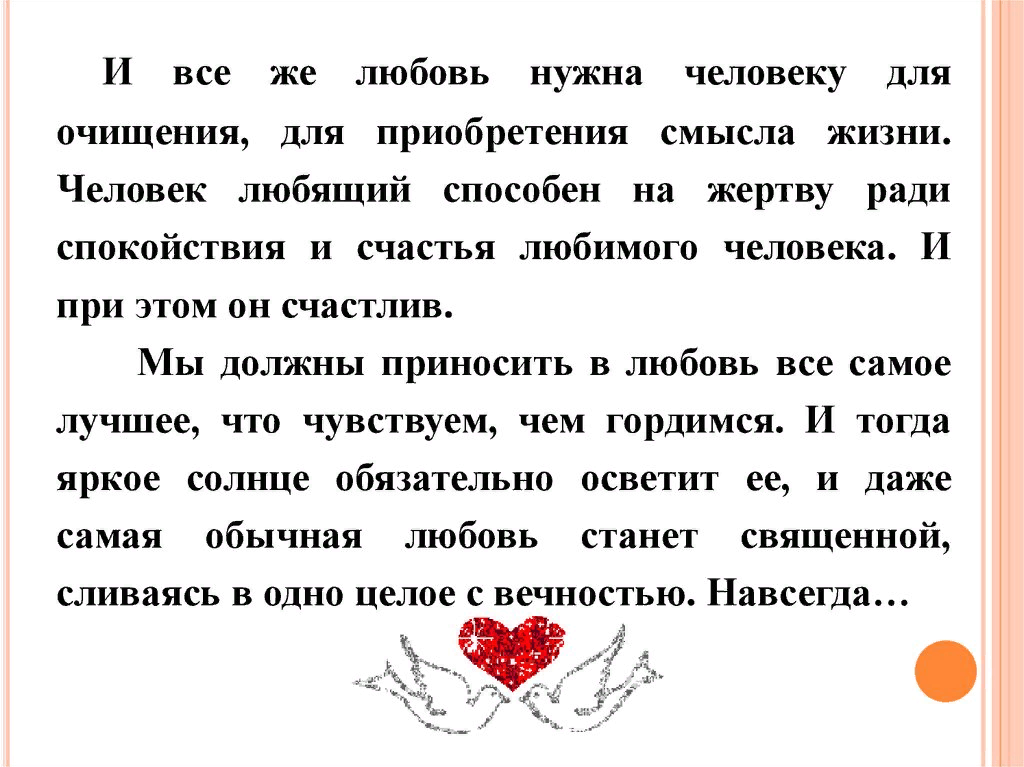 И все же любовь нужна человеку для
очищения, для приобретения смысла жизни.
Человек любящий способен на жертву ради
спокойствия и счастья любимого человека. И
при этом он счастлив.
Мы должны приносить в любовь все самое
лучшее, что чувствуем, чем гордимся. И тогда
яркое солнце обязательно осветит ее, и даже
самая обычная любовь станет священной,
сливаясь в одно целое с вечностью. Навсегда…